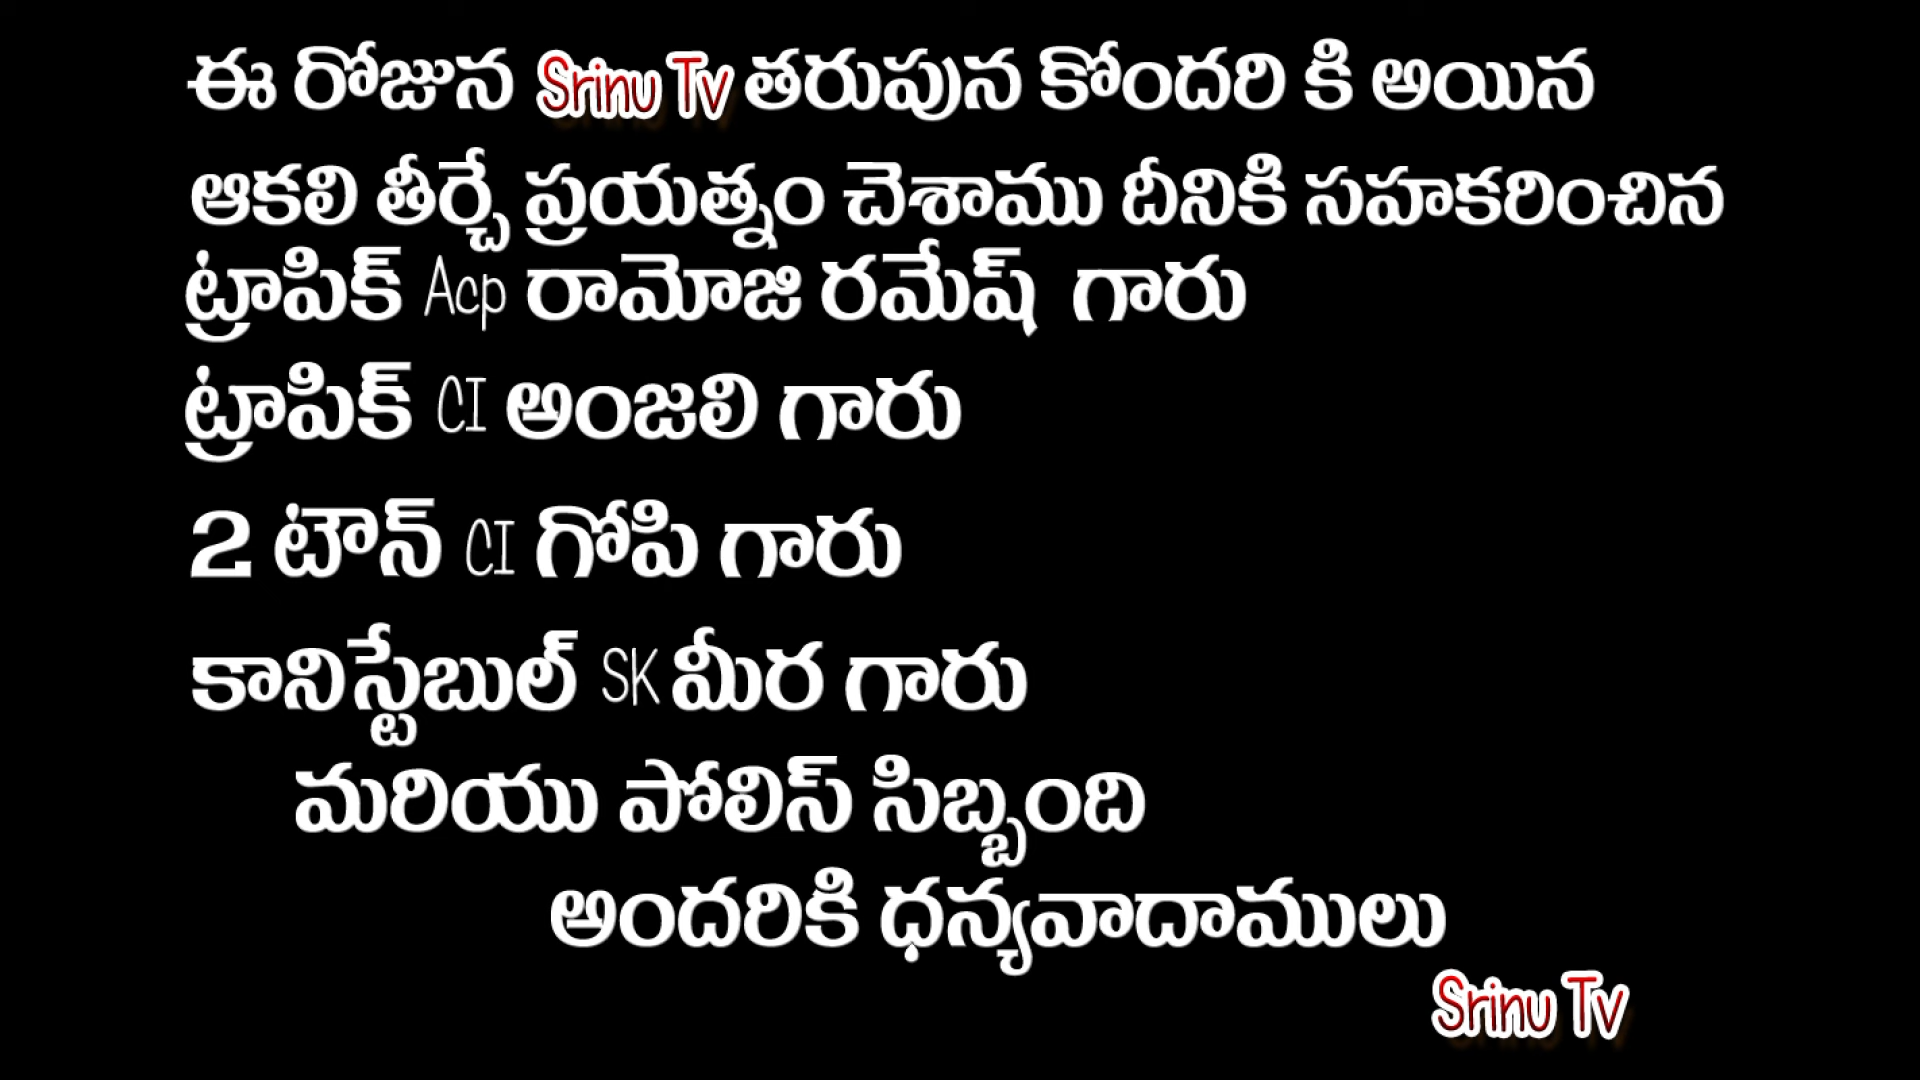 ఈ రోజున Srinu Tv తరుపున కోందరి కి అయిన
ఆకలి తీర్చే ప్రయత్నం చెశాము దీనికి సహకరించిన
ట్రాపిక్ Acp రామోజి రమేష్ గారు
ట్రాపిక్ CI అంజలి గారు
2 టౌన్ CI గోపి గారు
కానిస్టేబుల్ SK మీర గారు
మరియు పోలిస్ సిబ్బంది
అందరికి ధన్యవాదాములు
Srinu Tv